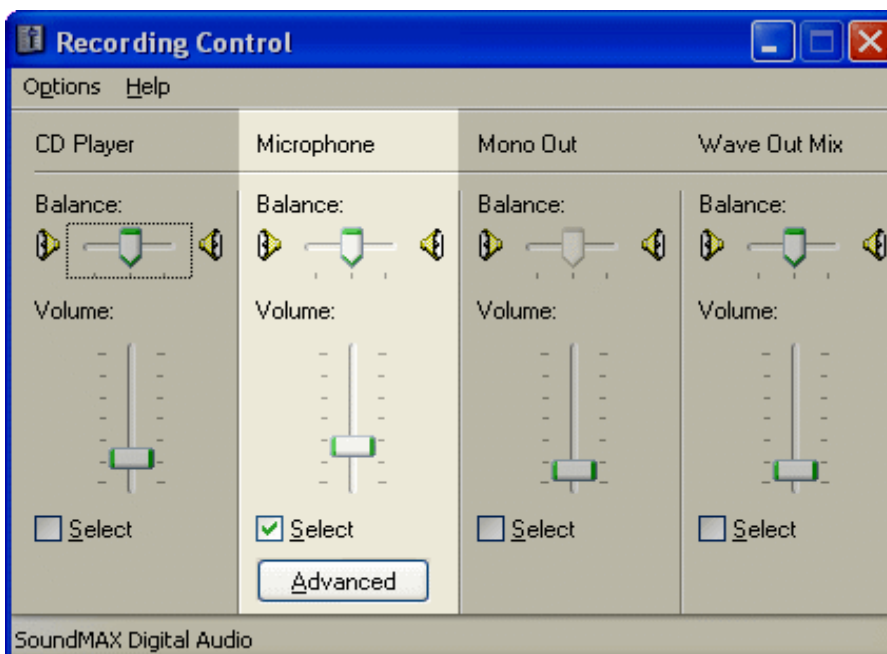 Recording Control
Options Help
CD Player Microphone Mono Out Wave Out Mix
Balance: Balance: Balance: Balance:
Volume: Volume: Volume: Volume:
Select Select Select Select
Advanced
SoundMAX Digital Audio